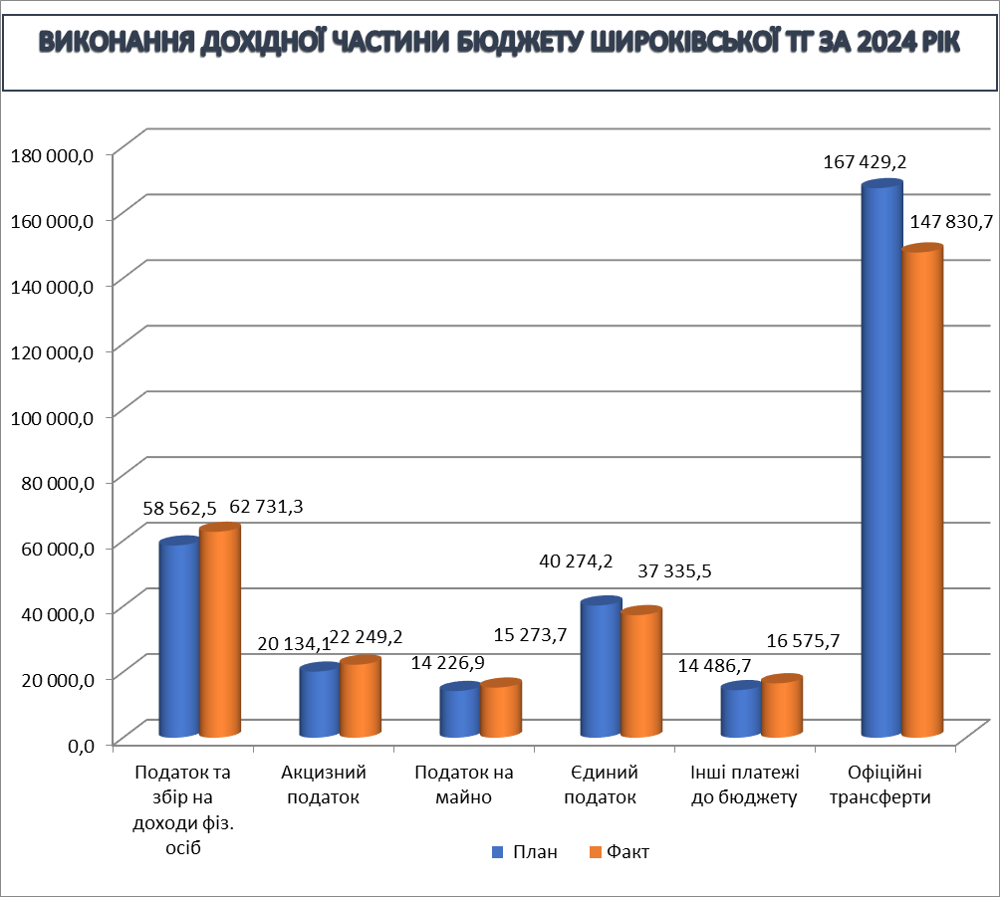 ВИКОНАННЯ ДОХІДНОЇ ЧАСТИНИ БЮДЖЕТУ ШИРОКІВСЬКОЇ ТГ ЗА 2024 РІК
180 000,0
160 000,0
140 000,0
120 000,0
100 000,0
80 000,0
60 000,0
40 000,0
20 000,0
0,0
58 562,5
62 731,3
20 134,1
22 249,2
14 226,9
15 273,7
40 274,2
37 335,5
14 486,7
16 575,7
167 429,2
147 830,7
Податок та
збір на
доходи фіз.
осіб
Акцизний
податок
Податок на
майно
Єдиний
податок
Інші платежі
до бюджету
Офіційні
трансферти
План
Факт